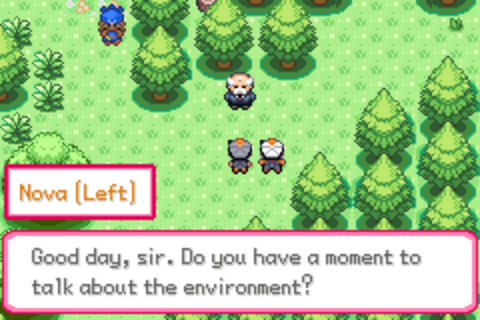 Nova (Left)
Good day, sir. Do you have a moment to
talk about the environment?